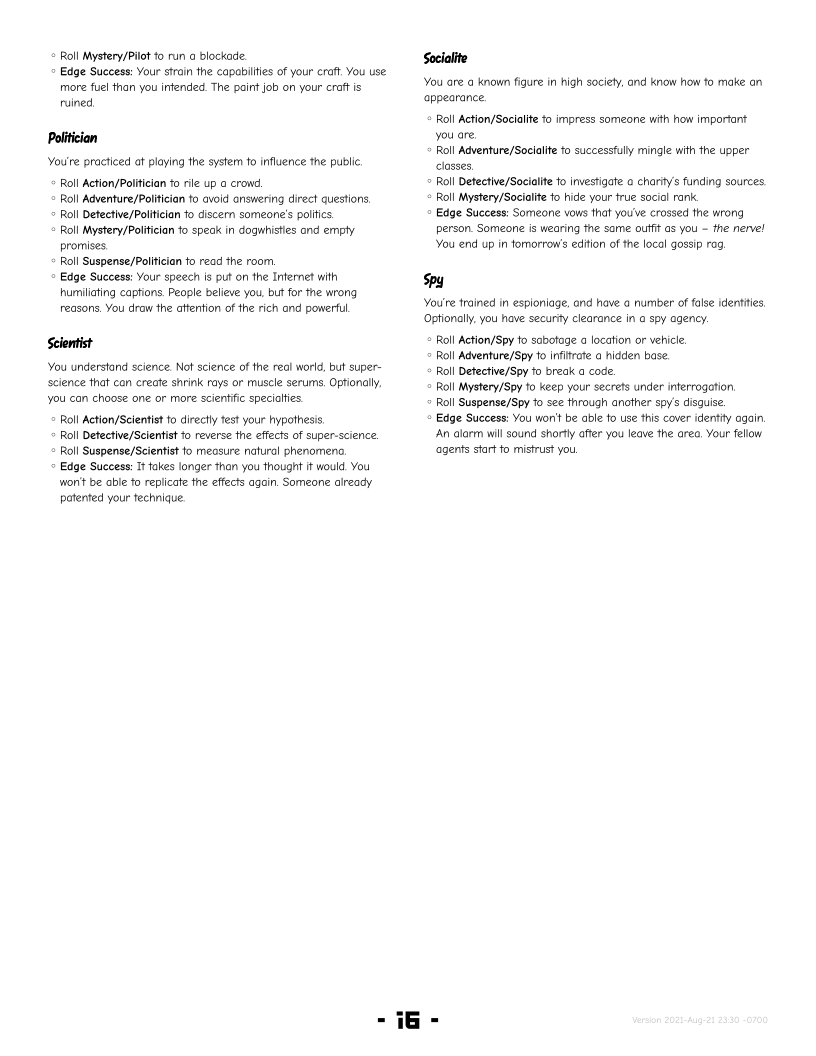 ◦ Roll Mystery/Pilot to run a blockade.
◦ Edge Success: Your strain the capabilities of your craft. You use
more fuel than you intended. The paint job on your craft is
ruined.
Politician
You're practiced at playing the system to influence the public.
◦ Roll Action/Politician to rile up a crowd.
◦ Roll Adventure/Politician to avoid answering direct questions.
◦ Roll Detective/Politician to discern someone's politics.
◦ Roll Mystery/Politician to speak in dogwhistles and empty
promises.
◦ Roll Suspense/Politician to read the room.
◦ Edge Success: Your speech is put on the Internet with
humiliating captions. People believe you, but for the wrong
reasons. You draw the attention of the rich and powerful.
Scientist
You understand science. Not science of the real world, but super-
science that can create shrink rays or muscle serums. Optionally,
you can choose one or more scientific specialties.
◦ Roll Action/Scientist to directly test your hypothesis.
◦ Roll Detective/Scientist to reverse the effects of super-science.
◦ Roll Suspense/Scientist to measure natural phenomena.
◦ Edge Success: It takes longer than you thought it would. You
won't be able to replicate the effects again. Someone already
patented your technique.
Socialite
You are a known figure in high society, and know how to make an
appearance.
◦ Roll Action/Socialite to impress someone with how important
you are.
◦ Roll Adventure/Socialite to successfully mingle with the upper
classes.
◦ Roll Detective/Socialite to investigate a charity's funding sources.
◦ Roll Mystery/Socialite to hide your true social rank.
◦ Edge Success: Someone vows that you've crossed the wrong
person. Someone is wearing the same outfit as you – the nerve!
You end up in tomorrow's edition of the local gossip rag.
Spy
You're trained in espioniage, and have a number of false identities.
Optionally, you have security clearance in a spy agency.
◦ Roll Action/Spy to sabotage a location or vehicle.
◦ Roll Adventure/Spy to infiltrate a hidden base.
◦ Roll Detective/Spy to break a code.
◦ Roll Mystery/Spy to keep your secrets under interrogation.
◦ Roll Suspense/Spy to see through another spy's disguise.
◦ Edge Success: You won't be able to use this cover identity again.
An alarm will sound shortly after you leave the area. Your fellow
agents start to mistrust you.
- 16 -
Version 2021-Aug-21 23:30 -0700